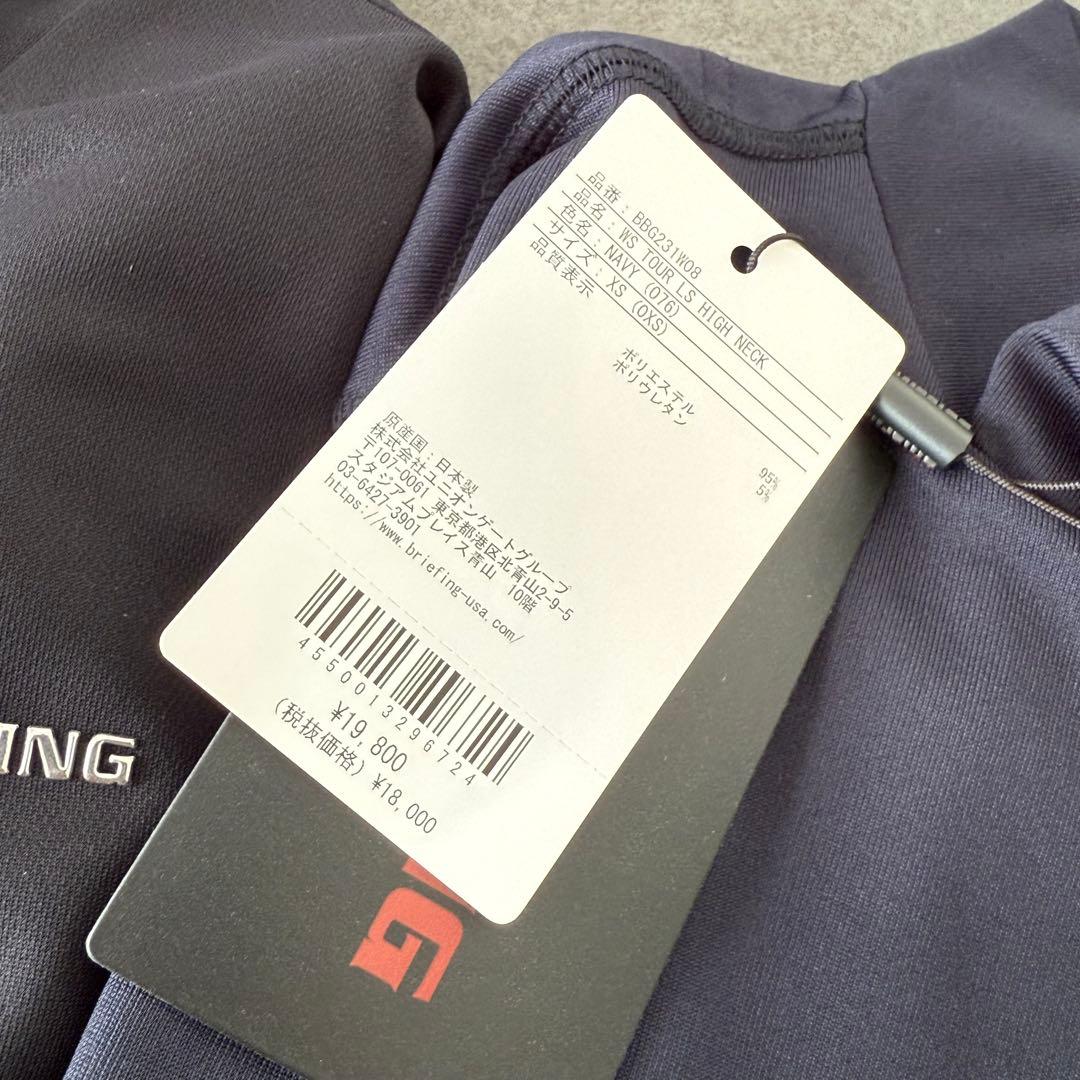 品番：BBG231W08
品名：WS TOUR LS HIGH NECK
色名：NAVY (076)
サイズ：XS (0XS)
品質表示
ポリエステル 95%
ポリウレタン 5%
原産国：日本製
株式会社ユニオンゲートグループ
〒107-0061 東京都港区北青山2-9-5
スタジアムプレイス青山 10階
03-6427-3901
https://www.briefing-usa.com/
4550013296724
¥19,800
(税抜価格) ¥18,000
ING
G